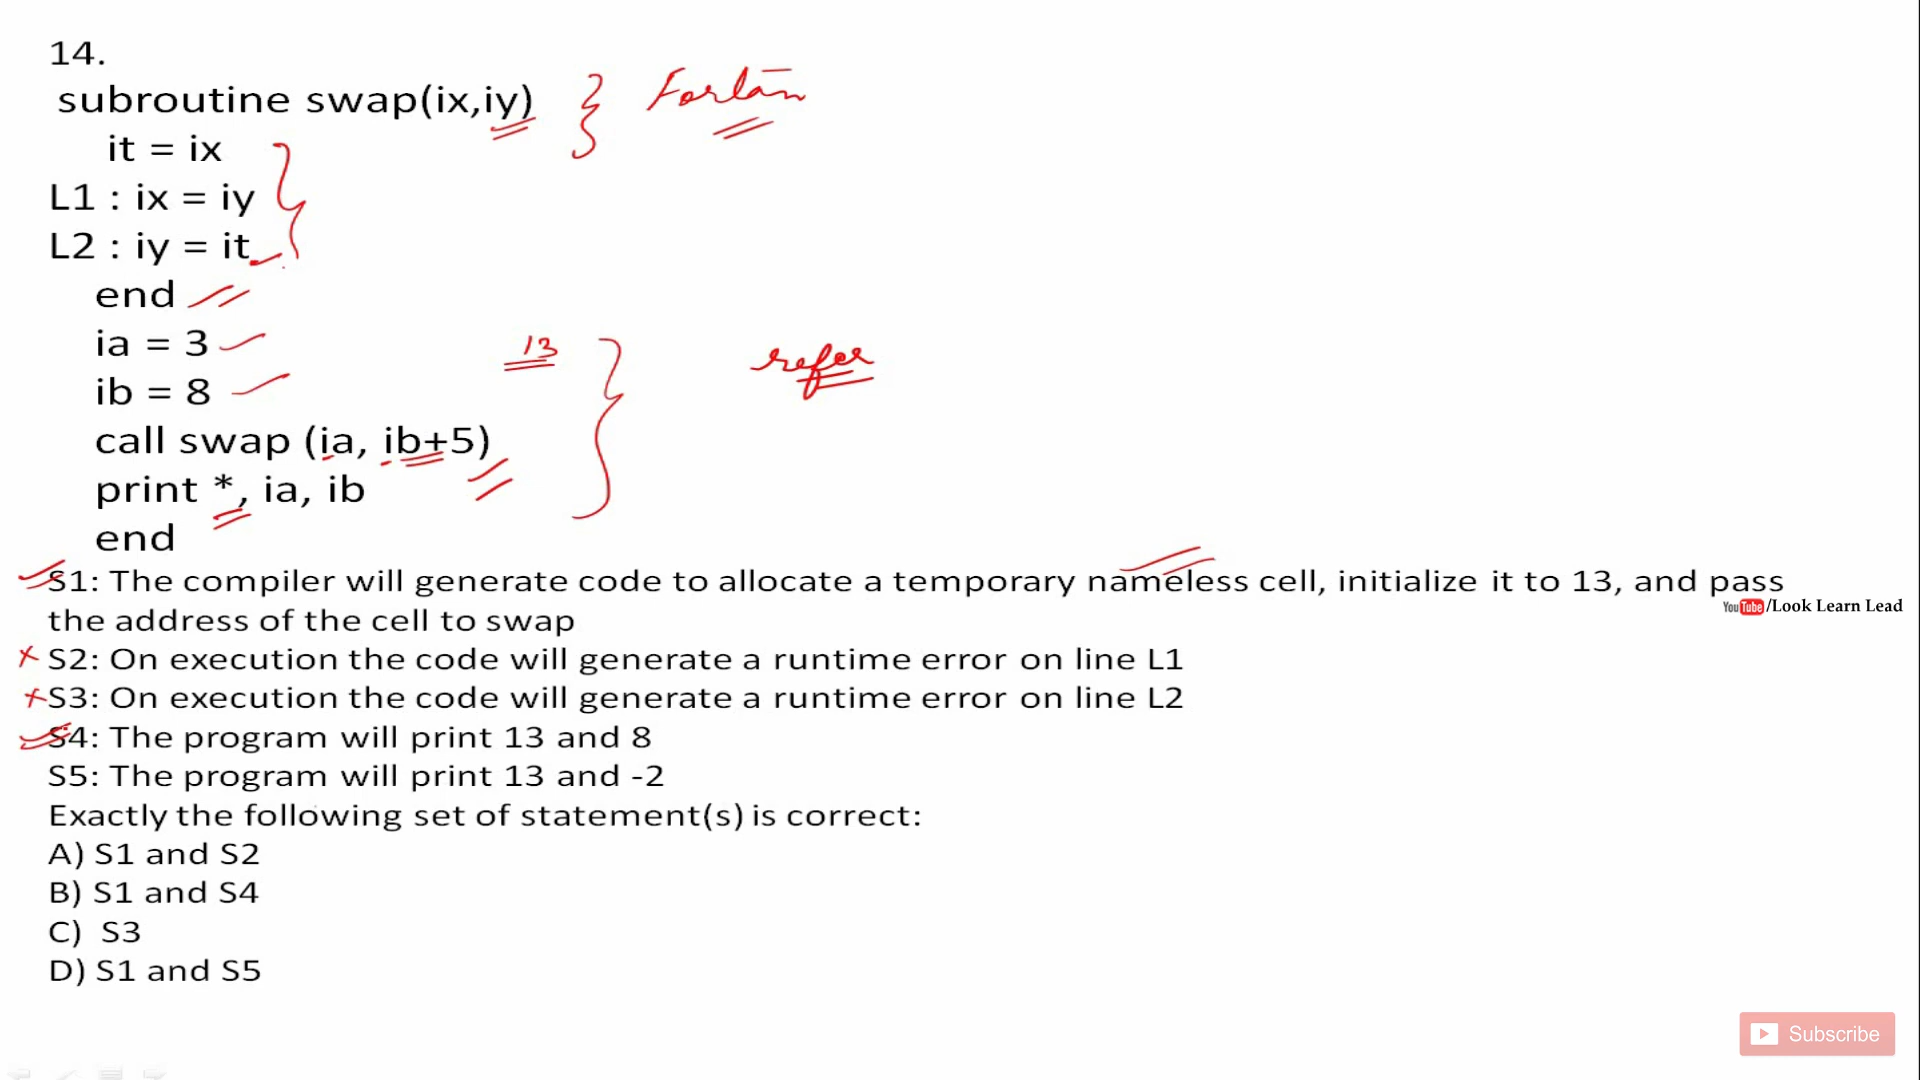 14.
subroutine swap(ix,iy)
Fortran
it = ix
L1 : ix = iy
L2 : iy = it
end
ia = 3
13
refer
ib = 8
call swap (ia, ib+5)
print *, ia, ib
end
S1: The compiler will generate code to allocate a temporary nameless cell, initialize it to 13, and pass
the address of the cell to swap
YouTube/Look Learn Lead
S2: On execution the code will generate a runtime error on line L1
S3: On execution the code will generate a runtime error on line L2
S4: The program will print 13 and 8
S5: The program will print 13 and -2
Exactly the following set of statement(s) is correct:
A) S1 and S2
B) S1 and S4
C) S3
D) S1 and S5
Subscribe